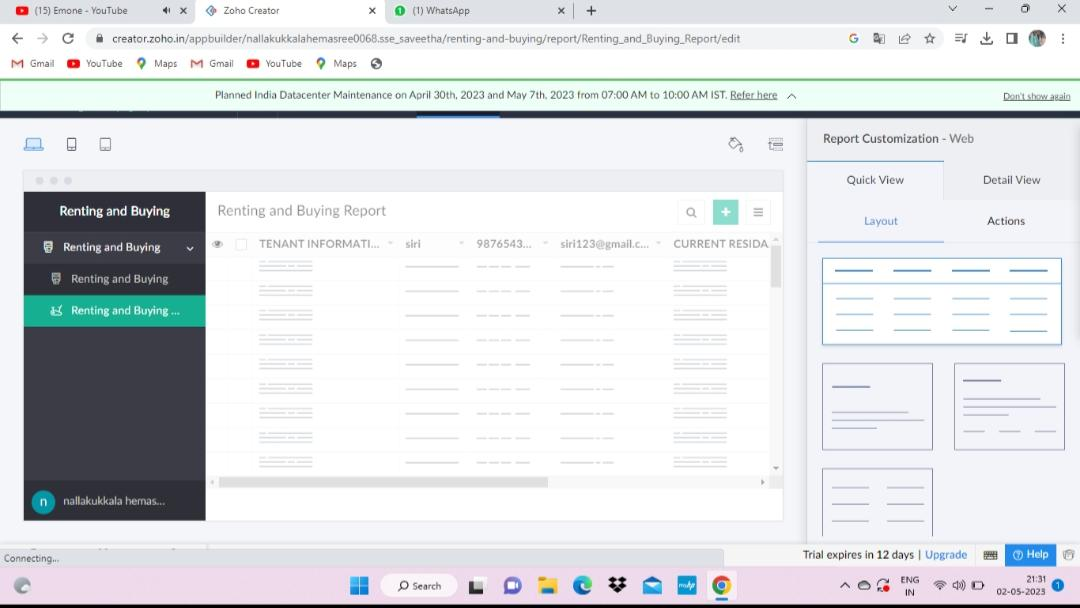 (15) Emone - YouTube
Zoho Creator
(1) WhatsApp
creator.zoho.in/appbuilder/nallakukkalahemasree0068.sse_saveetha/renting-and-buying/report/Renting_and_Buying_Report/edit
Gmail YouTube Maps Gmail YouTube Maps
Planned India Datacenter Maintenance on April 30th, 2023 and May 7th, 2023 from 07:00 AM to 10:00 AM IST. Refer here
Don't show again
Report Customization - Web
Quick View Detail View
Layout Actions
Renting and Buying
Renting and Buying
Renting and Buying
Renting and Buying ...
n nallakukkala hemas...
Renting and Buying Report
TENANT INFORMATI... siri 9876543... siri123@gmail.c... CURRENT RESIDA
Connecting...
Trial expires in 12 days | Upgrade
Help
Search
myhp
ENG
IN
21:31
02-05-2023
1